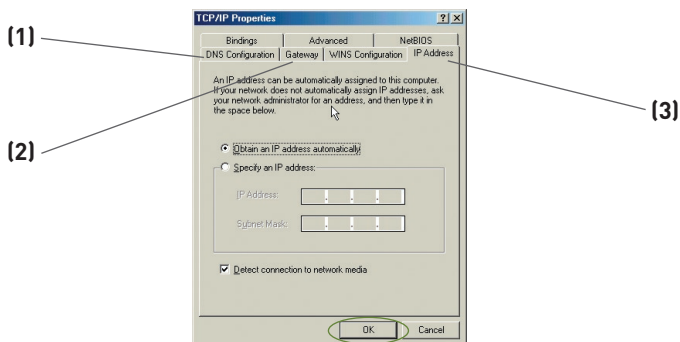 TCP/IP Properties
Bindings Advanced NetBIOS
DNS Configuration Gateway WINS Configuration IP Address
(1)
(2)
(3)
An IP address can be automatically assigned to this computer.
If your network does not automatically assign IP addresses, ask
your network administrator for an address, and then type it in
the space below.
Obtain an IP address automatically
Specify an IP address:
IP Address:
Subnet Mask:
Detect connection to network media
OK Cancel